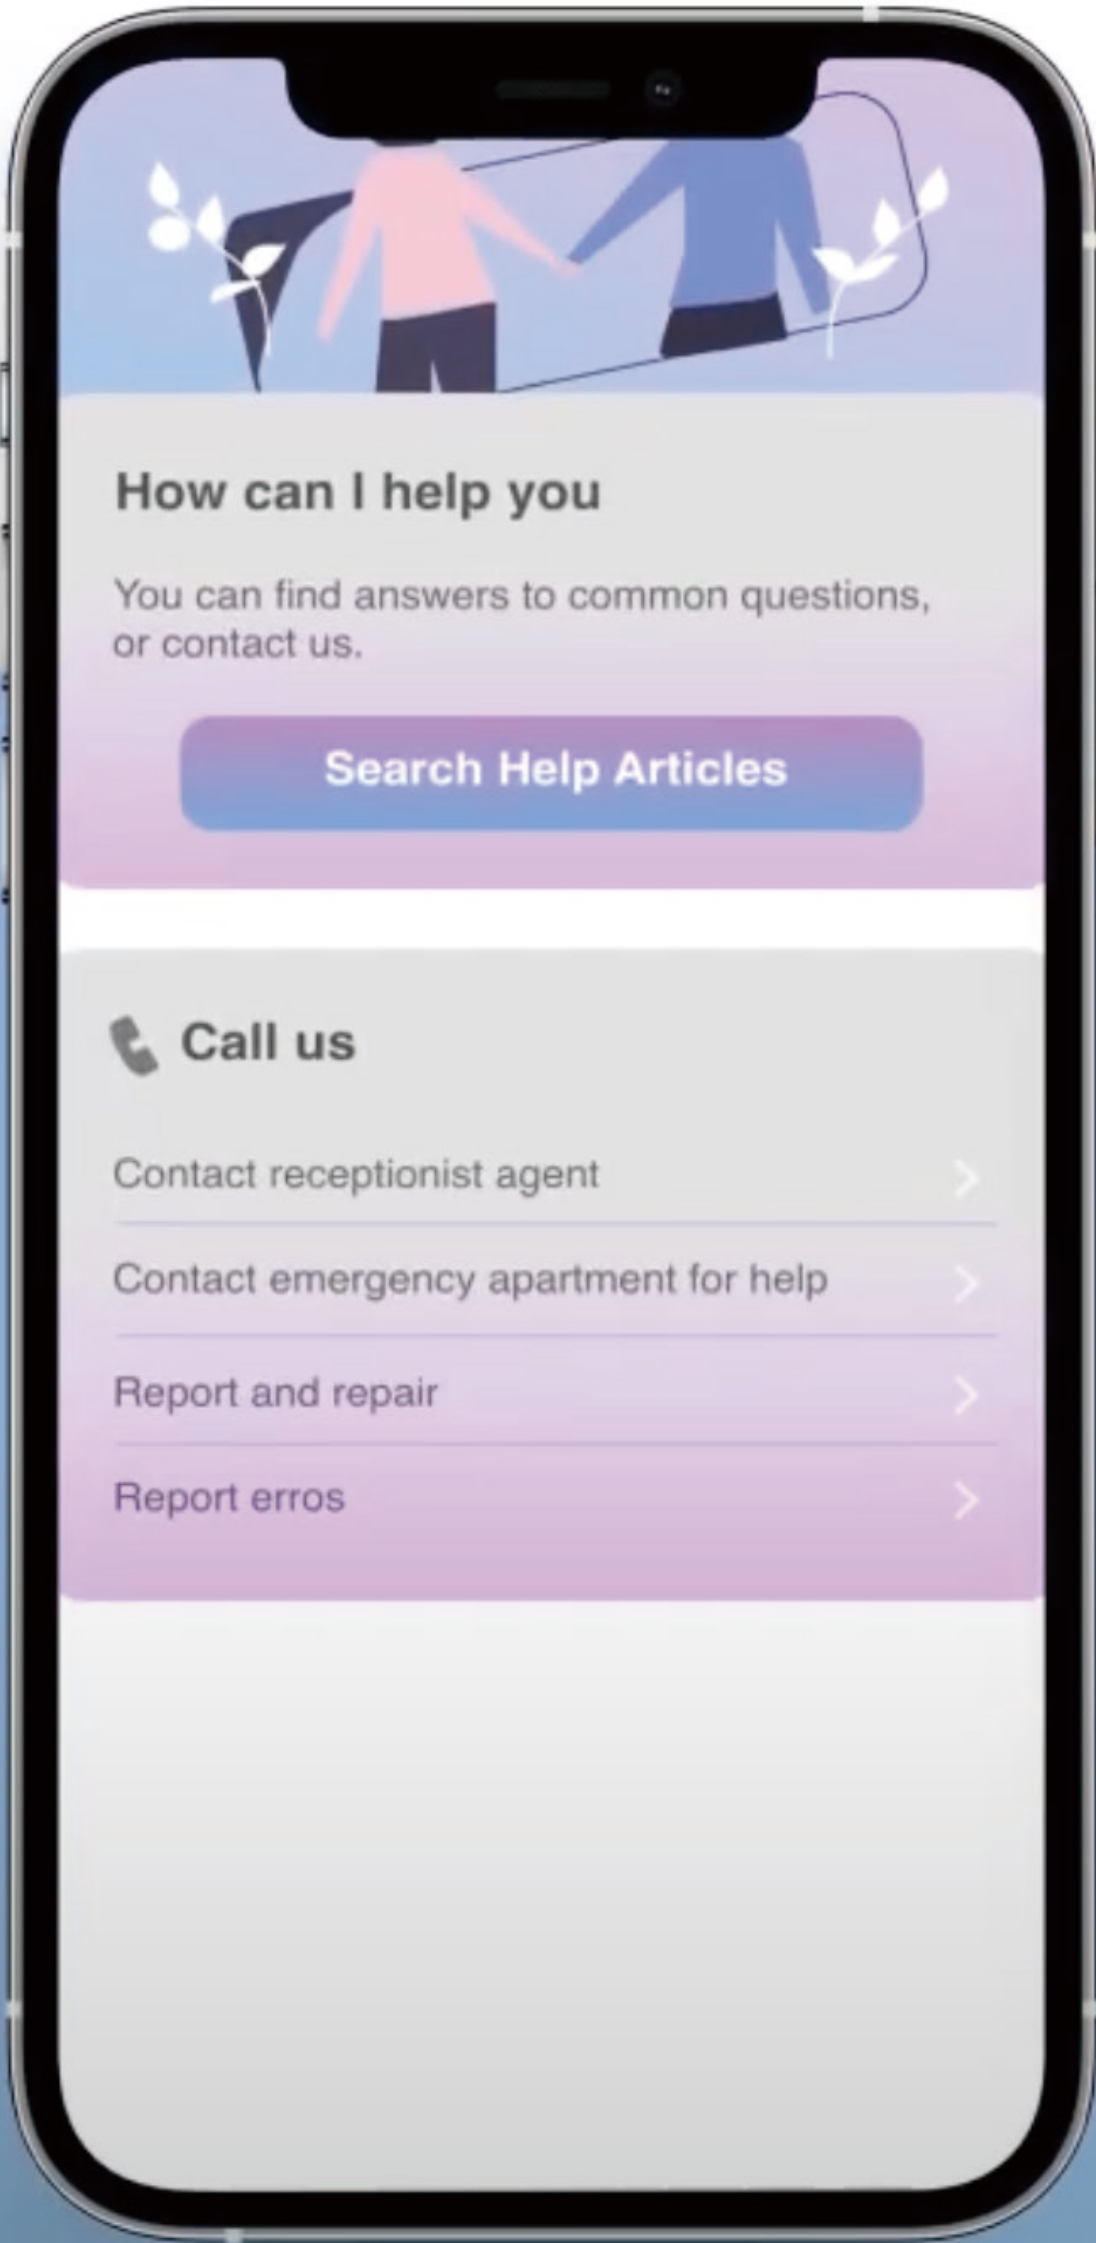 How can I help you
You can find answers to common questions,
or contact us.
Search Help Articles
Call us
Contact receptionist agent
Contact emergency apartment for help
Report and repair
Report erros